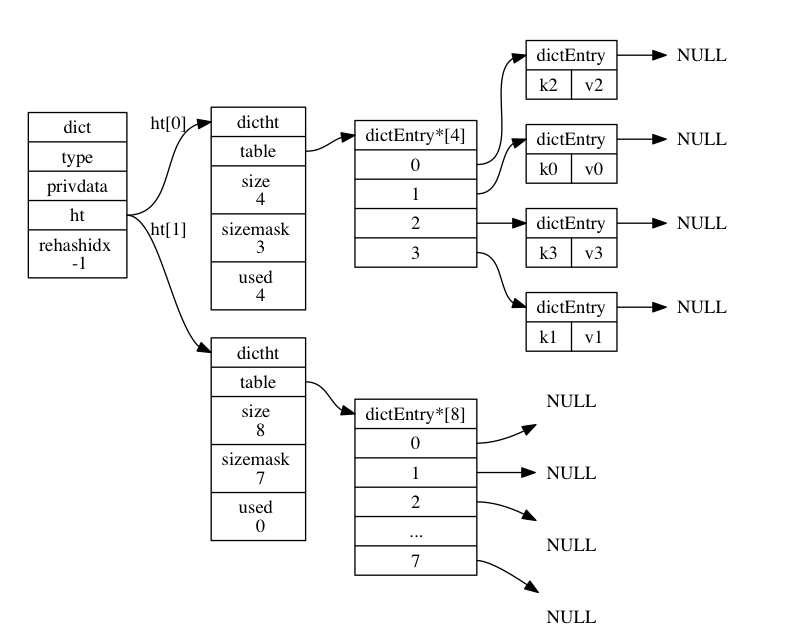 dict
type
privdata
ht
rehashidx
-1
ht[0]
ht[1]
dictht
table
size
4
sizemask
3
used
4
dictEntry*[4]
0
1
2
3
dictEntry
k2 v2
NULL
dictEntry
k0 v0
NULL
dictEntry
k3 v3
NULL
dictEntry
k1 v1
NULL
dictht
table
size
8
sizemask
7
used
0
dictEntry*[8]
0
1
2
...
7
NULL
NULL
NULL
NULL